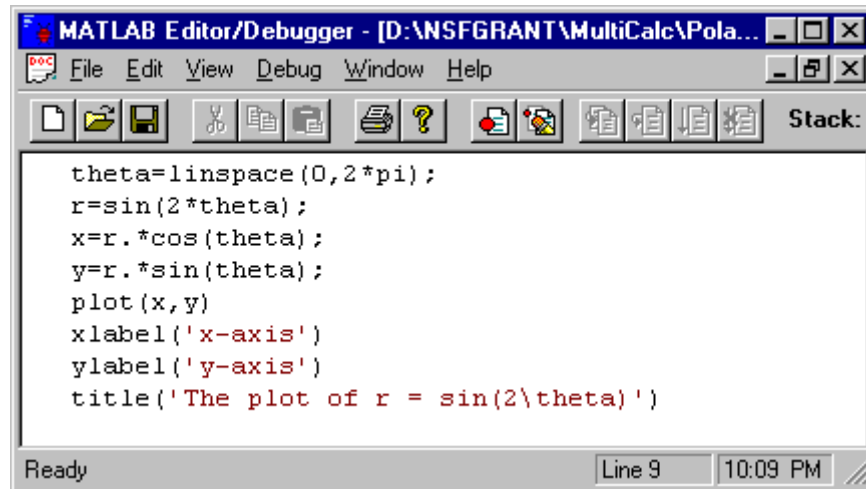 MATLAB Editor/Debugger - [D:\NSFGRANT\MultiCalc\Pola...
DOC File Edit View Debug Window Help
Stack:
theta=linspace(0,2*pi);
r=sin(2*theta);
x=r.*cos(theta);
y=r.*sin(theta);
plot(x,y)
xlabel('x-axis')
ylabel('y-axis')
title('The plot of r = sin(2\theta)')
Ready Line 9 10:09 PM